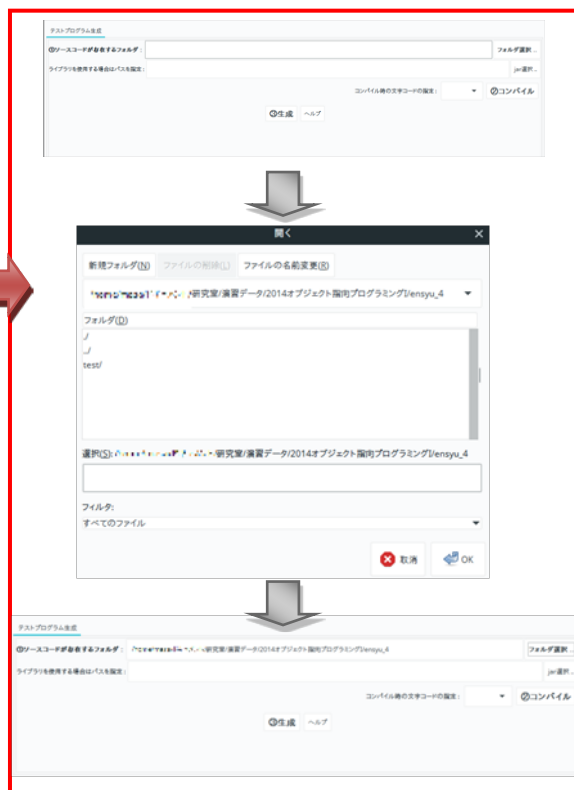 テストプログラム生成
①ソースコードが存在するフォルダ:
フォルダ選択...
ライブラリを使用する場合はパスを指定:
jar選択...
コンパイル時の文字コードの指定:
②コンパイル
③生成 ヘルプ
開く
新規フォルダ(N) ファイルの削除(L) ファイルの名前変更(R)
/研究室/演習データ/2014オブジェクト指向プログラミングI/ensyu_4
フォルダ(D)
./
../
test/
選択(S): /研究室/演習データ/2014オブジェクト指向プログラミングI/ensyu_4
フィルタ:
すべてのファイル
取消 OK
テストプログラム生成
①ソースコードが存在するフォルダ: /研究室/演習データ/2014オブジェクト指向プログラミングI/ensyu_4 フォルダ選択...
ライブラリを使用する場合はパスを指定:
jar選択...
コンパイル時の文字コードの指定:
②コンパイル
③生成 ヘルプ